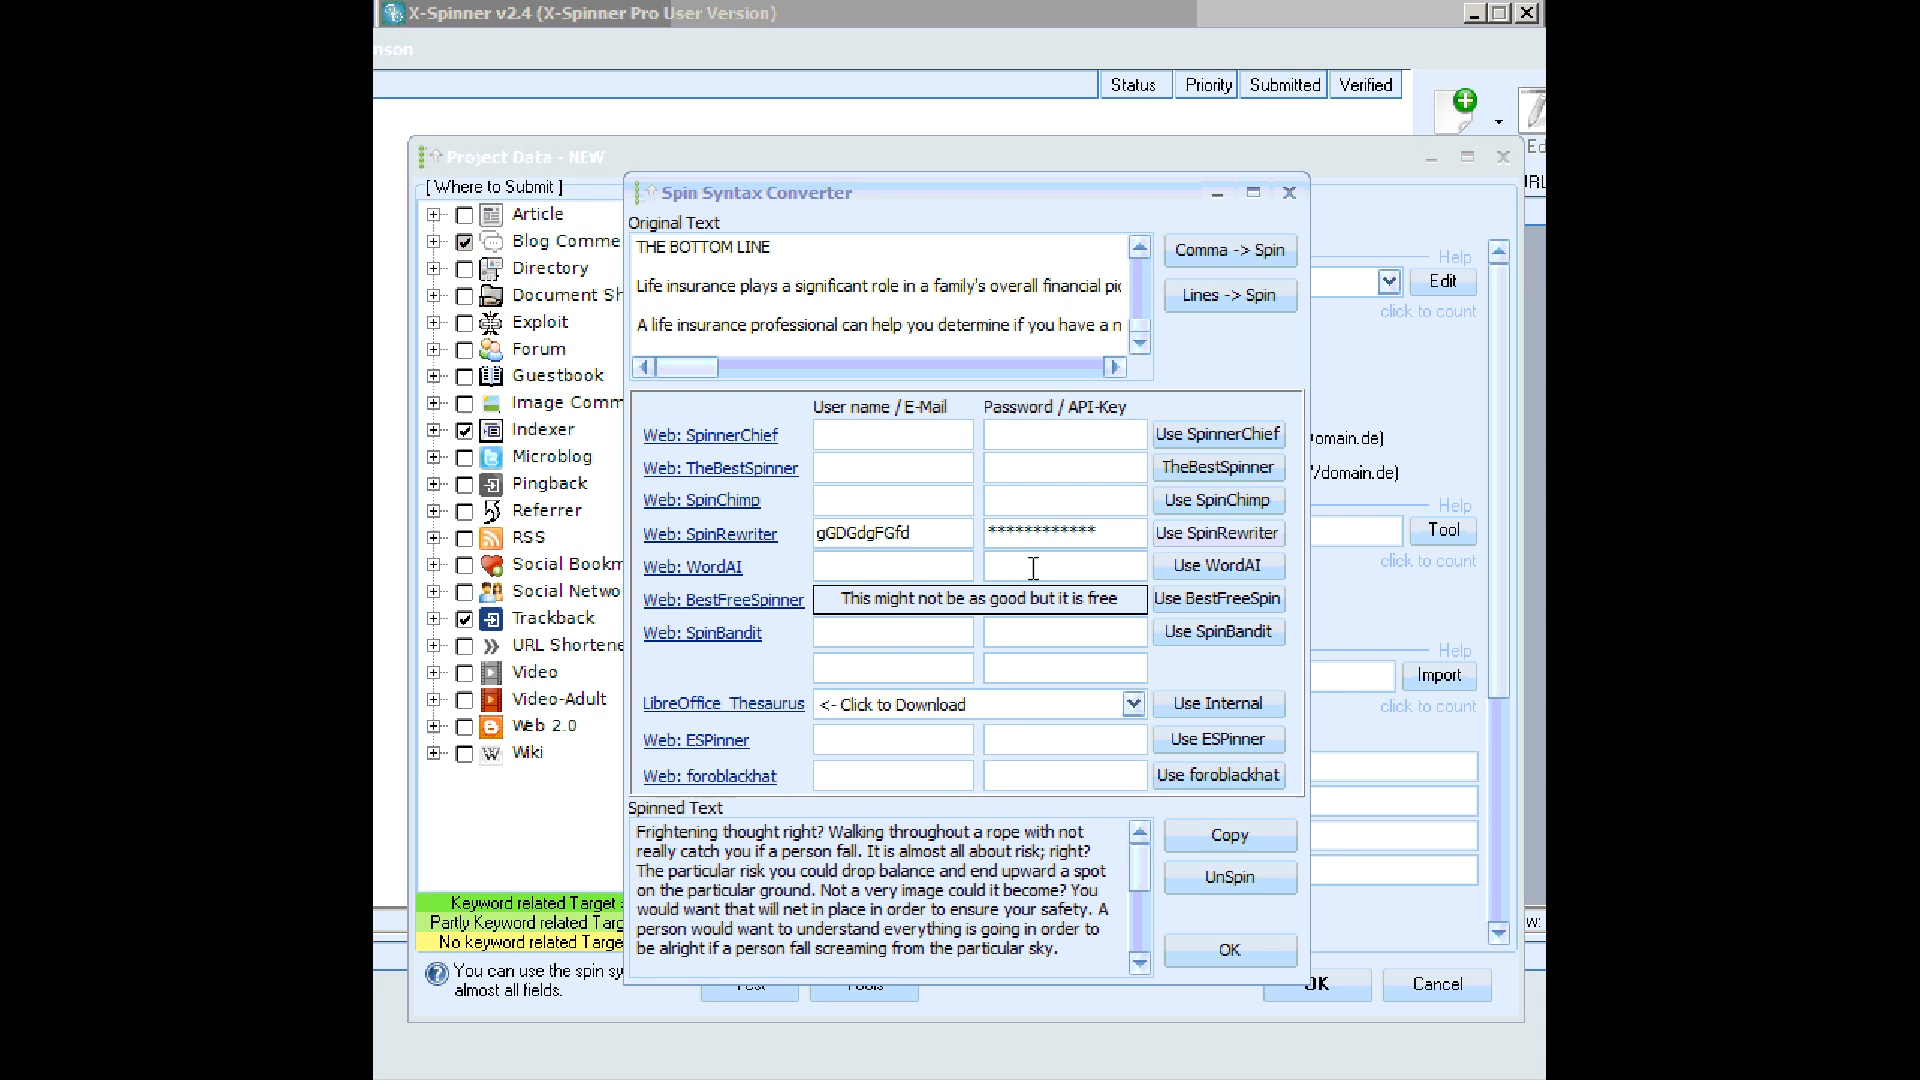 X-Spinner v2.4 (X-Spinner Pro User Version)
nson
Status Priority Submitted Verified
Project Data - NEW
[ Where to Submit ]
Article
Blog Comme
Directory
Document Sh
Exploit
Forum
Guestbook
Image Comm
Indexer
Microblog
Pingback
Referrer
RSS
Social Bookm
Social Netwo
Trackback
URL Shortene
Video
Video-Adult
Web 2.0
Wiki
Keyword related Target
Partly Keyword related Targ
No keyword related Targe
You can use the spin sy
almost all fields.
Spin Syntax Converter
Original Text
THE BOTTOM LINE
Life insurance plays a significant role in a family's overall financial pic
A life insurance professional can help you determine if you have a n
Comma -> Spin
Lines -> Spin
User name / E-Mail Password / API-Key
Web: SpinnerChief Use SpinnerChief
Web: TheBestSpinner TheBestSpinner
Web: SpinChimp Use SpinChimp
Web: SpinRewriter gGDGdgFGfd ************ Use SpinRewriter
Web: WordAI Use WordAI
Web: BestFreeSpinner This might not be as good but it is free Use BestFreeSpin
Web: SpinBandit Use SpinBandit
LibreOffice Thesaurus <- Click to Download Use Internal
Web: ESPinner Use ESPinner
Web: foroblackhat Use foroblackhat
Spinned Text
Frightening thought right? Walking throughout a rope with not
really catch you if a person fall. It is almost all about risk; right?
The particular risk you could drop balance and end upward a spot
on the particular ground. Not a very image could it become? You
would want that will net in place in order to ensure your safety. A
person would want to understand everything is going in order to
be alright if a person fall screaming from the particular sky.
Copy
UnSpin
OK
Help
Edit
click to count
omain.de)
/domain.de)
Help
Tool
click to count
Help
Import
click to count
Tools
OK
Cancel
Ed
IRL
w: